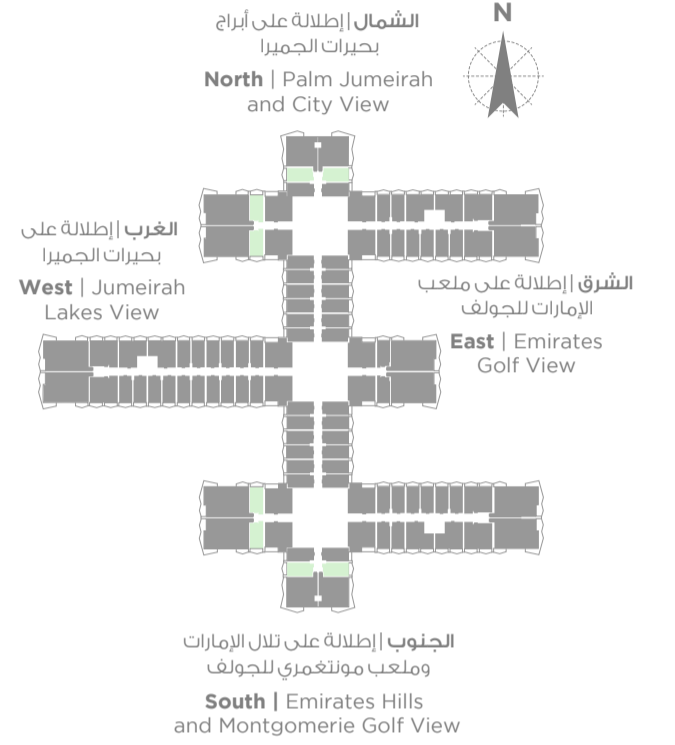 الشمال | إطلالة على أبراج
بحيرات الجميرا
North | Palm Jumeirah
and City View
N
الغرب | إطلالة على
بحيرات الجميرا
West | Jumeirah
Lakes View
الشرق | إطلالة على ملعب
الإمارات للجولف
East | Emirates
Golf View
الجنوب | إطلالة على تلال الإمارات
وملعب مونتغمري للجولف
South | Emirates Hills
and Montgomerie Golf View